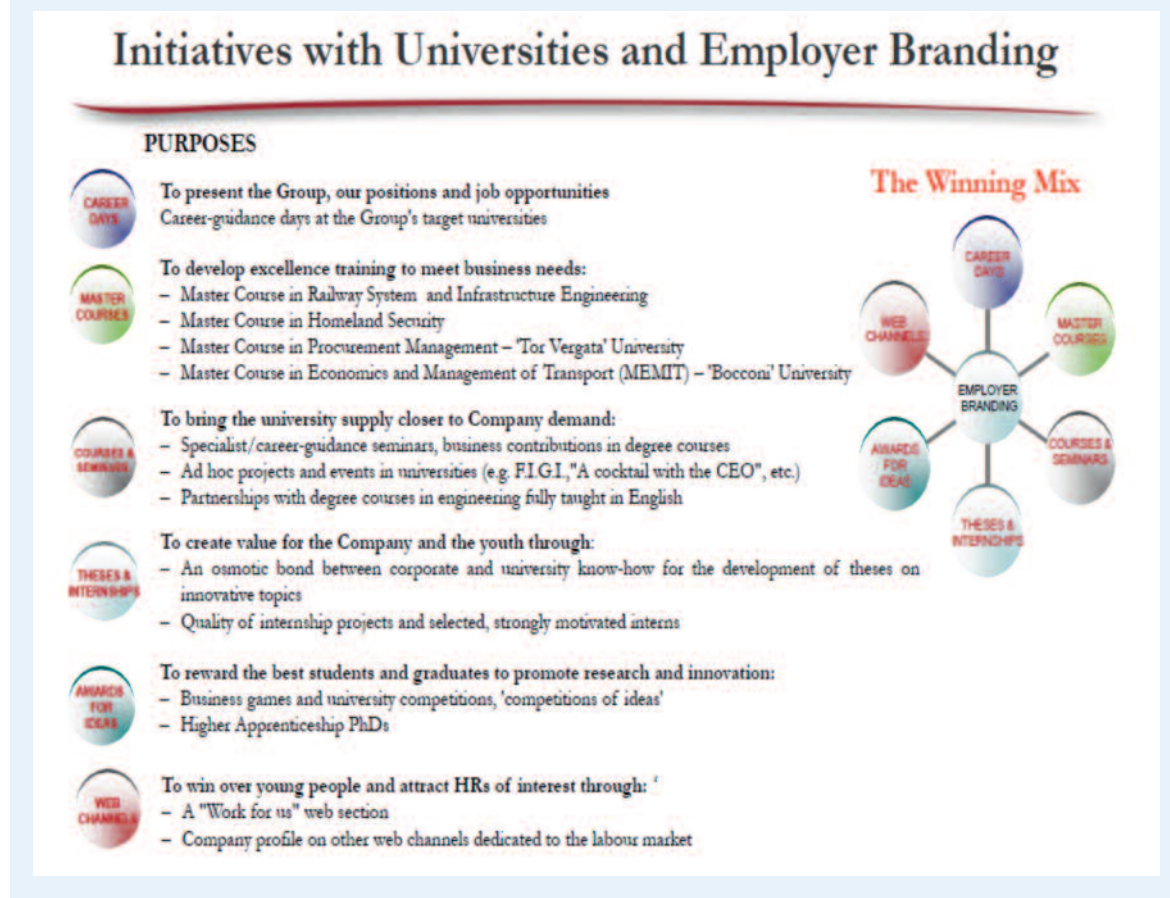 Initiatives with Universities and Employer Branding
PURPOSES
CAREER
DAYS
To present the Group, our positions and job opportunities
Career-guidance days at the Group's target universities
MASTER
COURSES
To develop excellence training to meet business needs:
– Master Course in Railway System and Infrastructure Engineering
– Master Course in Homeland Security
– Master Course in Procurement Management – 'Tor Vergata' University
– Master Course in Economics and Management of Transport (MEMIT) – 'Bocconi' University
COURSES &
SEMINARS
To bring the university supply closer to Company demand:
– Specialist/career-guidance seminars, business contributions in degree courses
– Ad hoc projects and events in universities (e.g. F.I.G.I.,"A cocktail with the CEO", etc.)
– Partnerships with degree courses in engineering fully taught in English
THESES &
INTERNSHIPS
To create value for the Company and the youth through:
– An osmotic bond between corporate and university know-how for the development of theses on
innovative topics
– Quality of internship projects and selected, strongly motivated interns
AWARDS
FOR
IDEAS
To reward the best students and graduates to promote research and innovation:
– Business games and university competitions, 'competitions of ideas'
– Higher Apprenticeship PhDs
WEB
CHANNELS
To win over young people and attract HRs of interest through: ‘
– A "Work for us" web section
– Company profile on other web channels dedicated to the labour market
The Winning Mix
CAREER
DAYS
WEB
CHANNELS
MASTER
COURSES
EMPLOYER
BRANDING
AWARDS
FOR
IDEAS
COURSES &
SEMINARS
THESES &
INTERNSHIPS